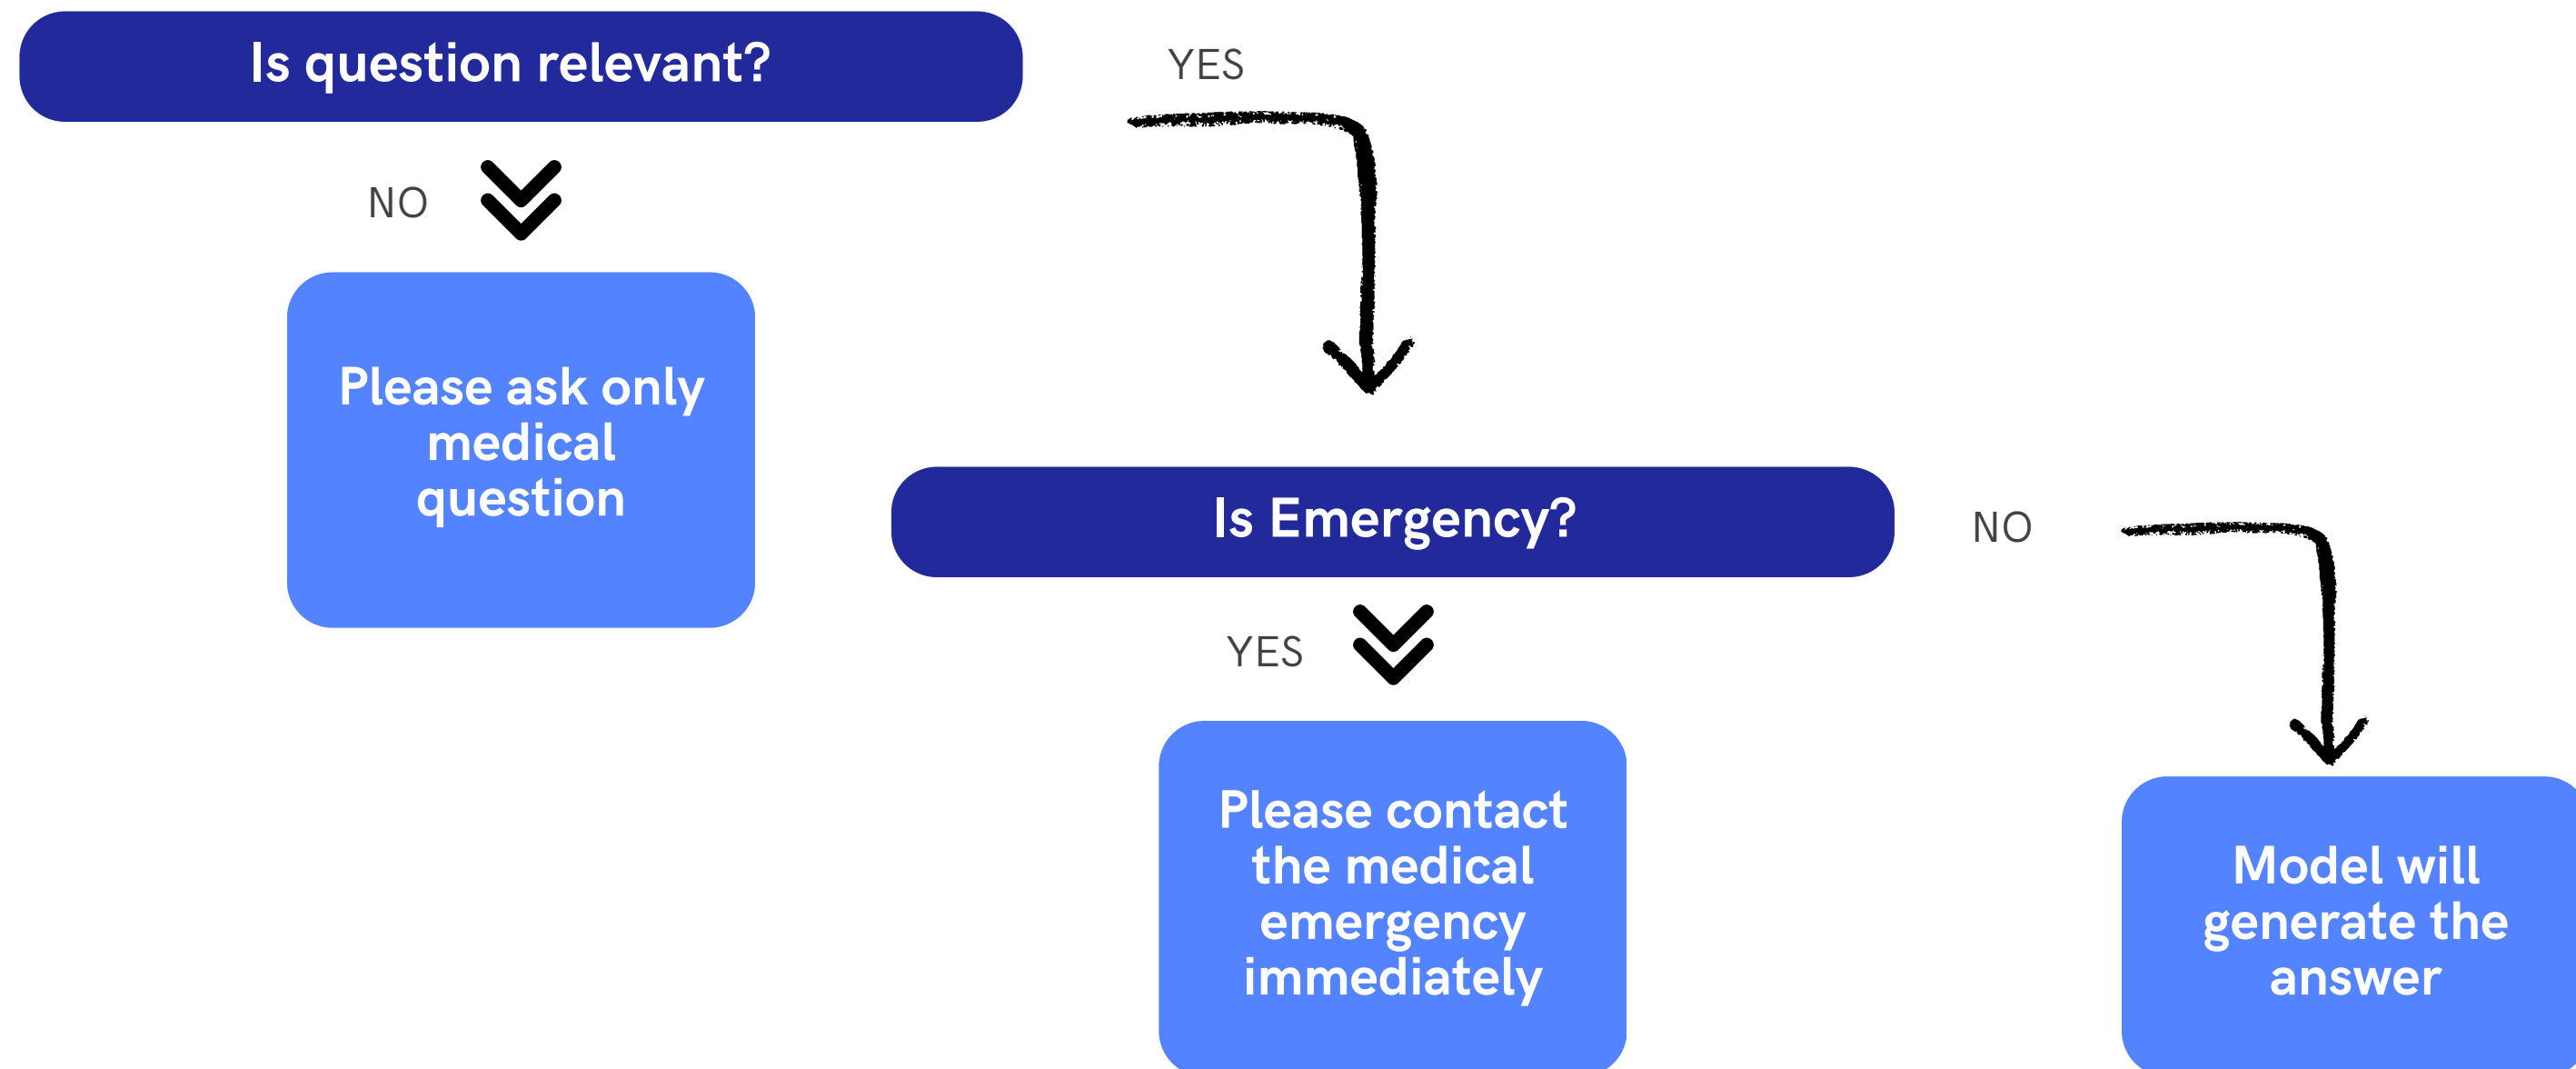 Is question relevant?
YES
NO
Please ask only
medical
question
Is Emergency?
NO
YES
Please contact
the medical
emergency
immediately
Model will
generate the
answer